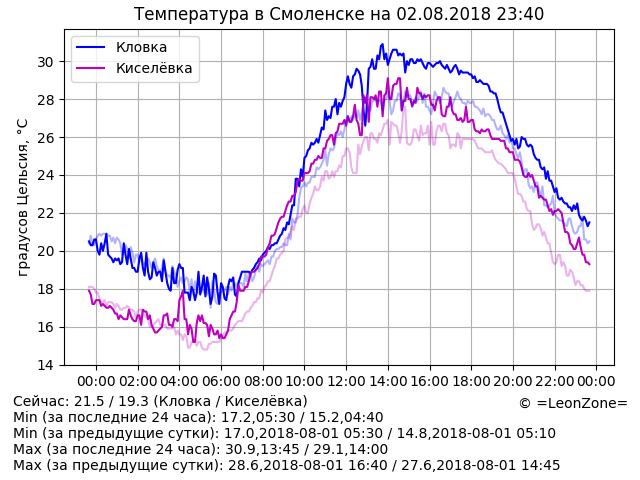 Температура в Смоленске на 02.08.2018 23:40
Кловка
Киселёвка
градусов Цельсия, °C
30
28
26
24
22
20
18
16
14
00:00 02:00 04:00 06:00 08:00 10:00 12:00 14:00 16:00 18:00 20:00 22:00 00:00
Сейчас: 21.5 / 19.3 (Кловка / Киселёвка)
© =LeonZone=
Min (за последние 24 часа): 17.2,05:30 / 15.2,04:40
Min (за предыдущие сутки): 17.0,2018-08-01 05:30 / 14.8,2018-08-01 05:10
Max (за последние 24 часа): 30.9,13:45 / 29.1,14:00
Max (за предыдущие сутки): 28.6,2018-08-01 16:40 / 27.6,2018-08-01 14:45